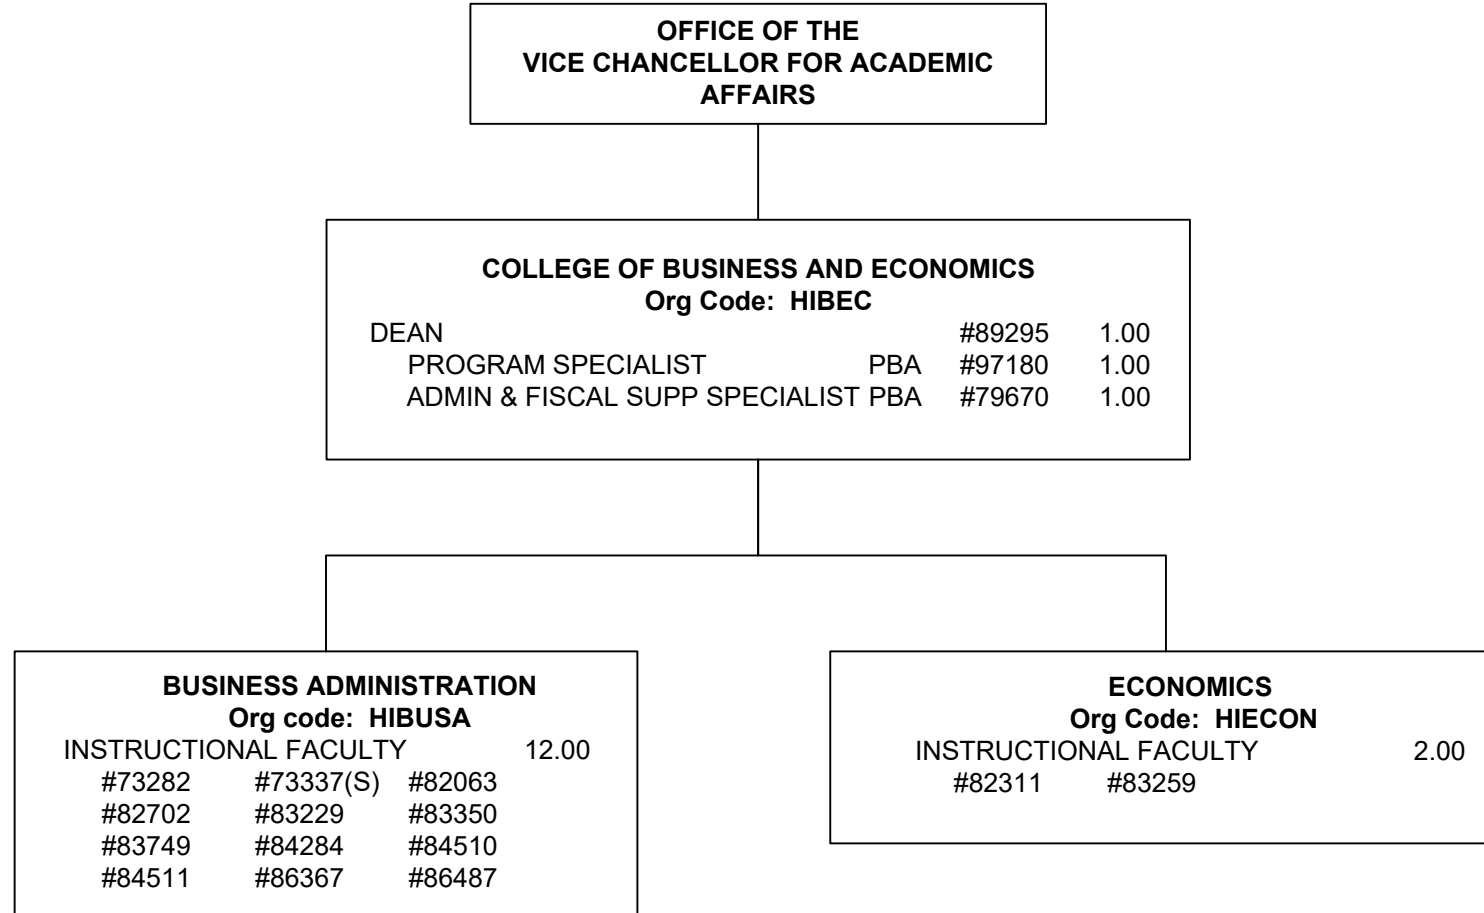 OFFICE OF THE
VICE CHANCELLOR FOR ACADEMIC
AFFAIRS
COLLEGE OF BUSINESS AND ECONOMICS
Org Code: HIBEC
DEAN #89295 1.00
PROGRAM SPECIALIST PBA #97180 1.00
ADMIN & FISCAL SUPP SPECIALIST PBA #79670 1.00
BUSINESS ADMINISTRATION
Org code: HIBUSA
INSTRUCTIONAL FACULTY 12.00
#73282 #73337(S) #82063
#82702 #83229 #83350
#83749 #84284 #84510
#84511 #86367 #86487
ECONOMICS
Org Code: HIECON
INSTRUCTIONAL FACULTY 2.00
#82311 #83259